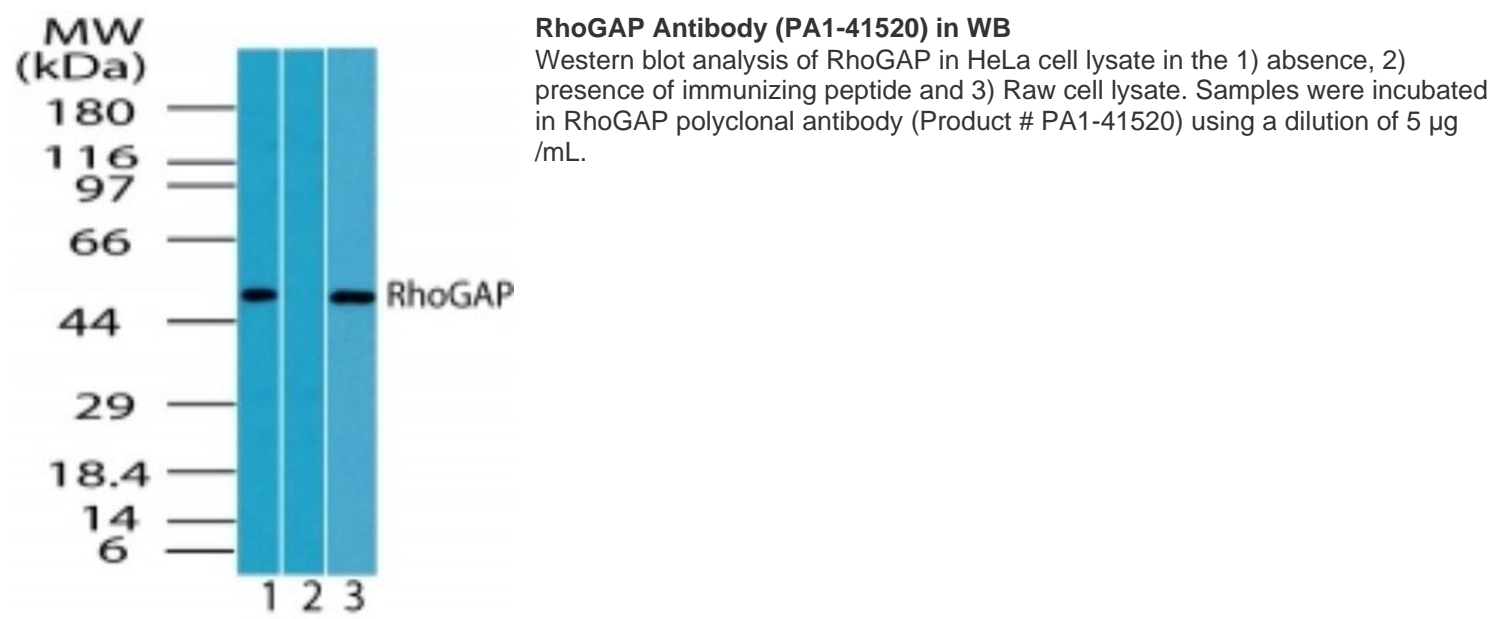 MW
(kDa)
180
116
97
66
44
29
18.4
14
6
RhoGAP
1 2 3
RhoGAP Antibody (PA1-41520) in WB
Western blot analysis of RhoGAP in HeLa cell lysate in the 1) absence, 2)
presence of immunizing peptide and 3) Raw cell lysate. Samples were incubated
in RhoGAP polyclonal antibody (Product # PA1-41520) using a dilution of 5 µg
/mL.